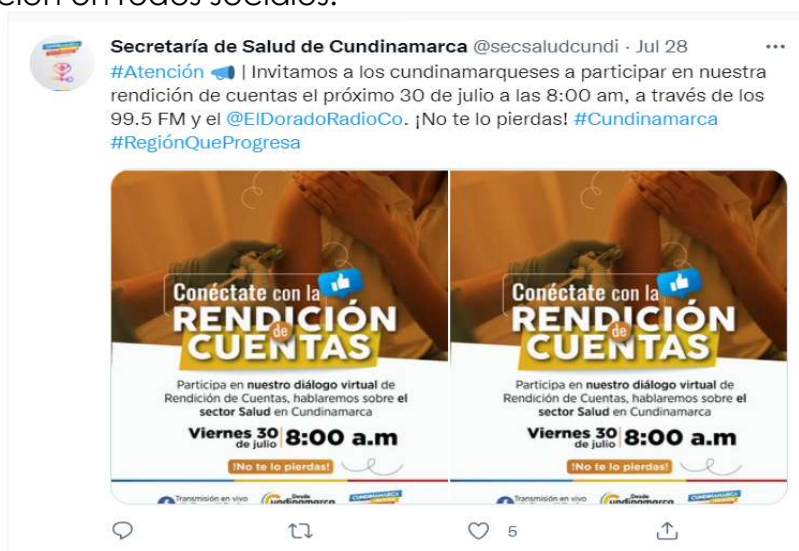 ción en redes sociales.
Secretaría de Salud de Cundinamarca @secsaludcundi · Jul 28 ...
#Atención | Invitamos a los cundinamarqueses a participar en nuestra
rendición de cuentas el próximo 30 de julio a las 8:00 am, a través de los
99.5 FM y el @ElDoradoRadioCo. ¡No te lo pierdas! #Cundinamarca
#RegiónQueProgresa
Conéctate con la
RENDICIÓN
de
CUENTAS
Participa en nuestro diálogo virtual de
Rendición de Cuentas, hablaremos sobre el
sector Salud en Cundinamarca
Viernes 30
de julio
8:00 a.m
!No te lo pierdas!
Transmisión en vivo
Desde
Cundinamarca
CUNDINAMARCA
Conéctate con la
RENDICIÓN
de
CUENTAS
Participa en nuestro diálogo virtual de
Rendición de Cuentas, hablaremos sobre el
sector Salud en Cundinamarca
Viernes 30
de julio
8:00 a.m
!No te lo pierdas!
Transmisión en vivo
Desde
Cundinamarca
CUNDINAMARCA
5